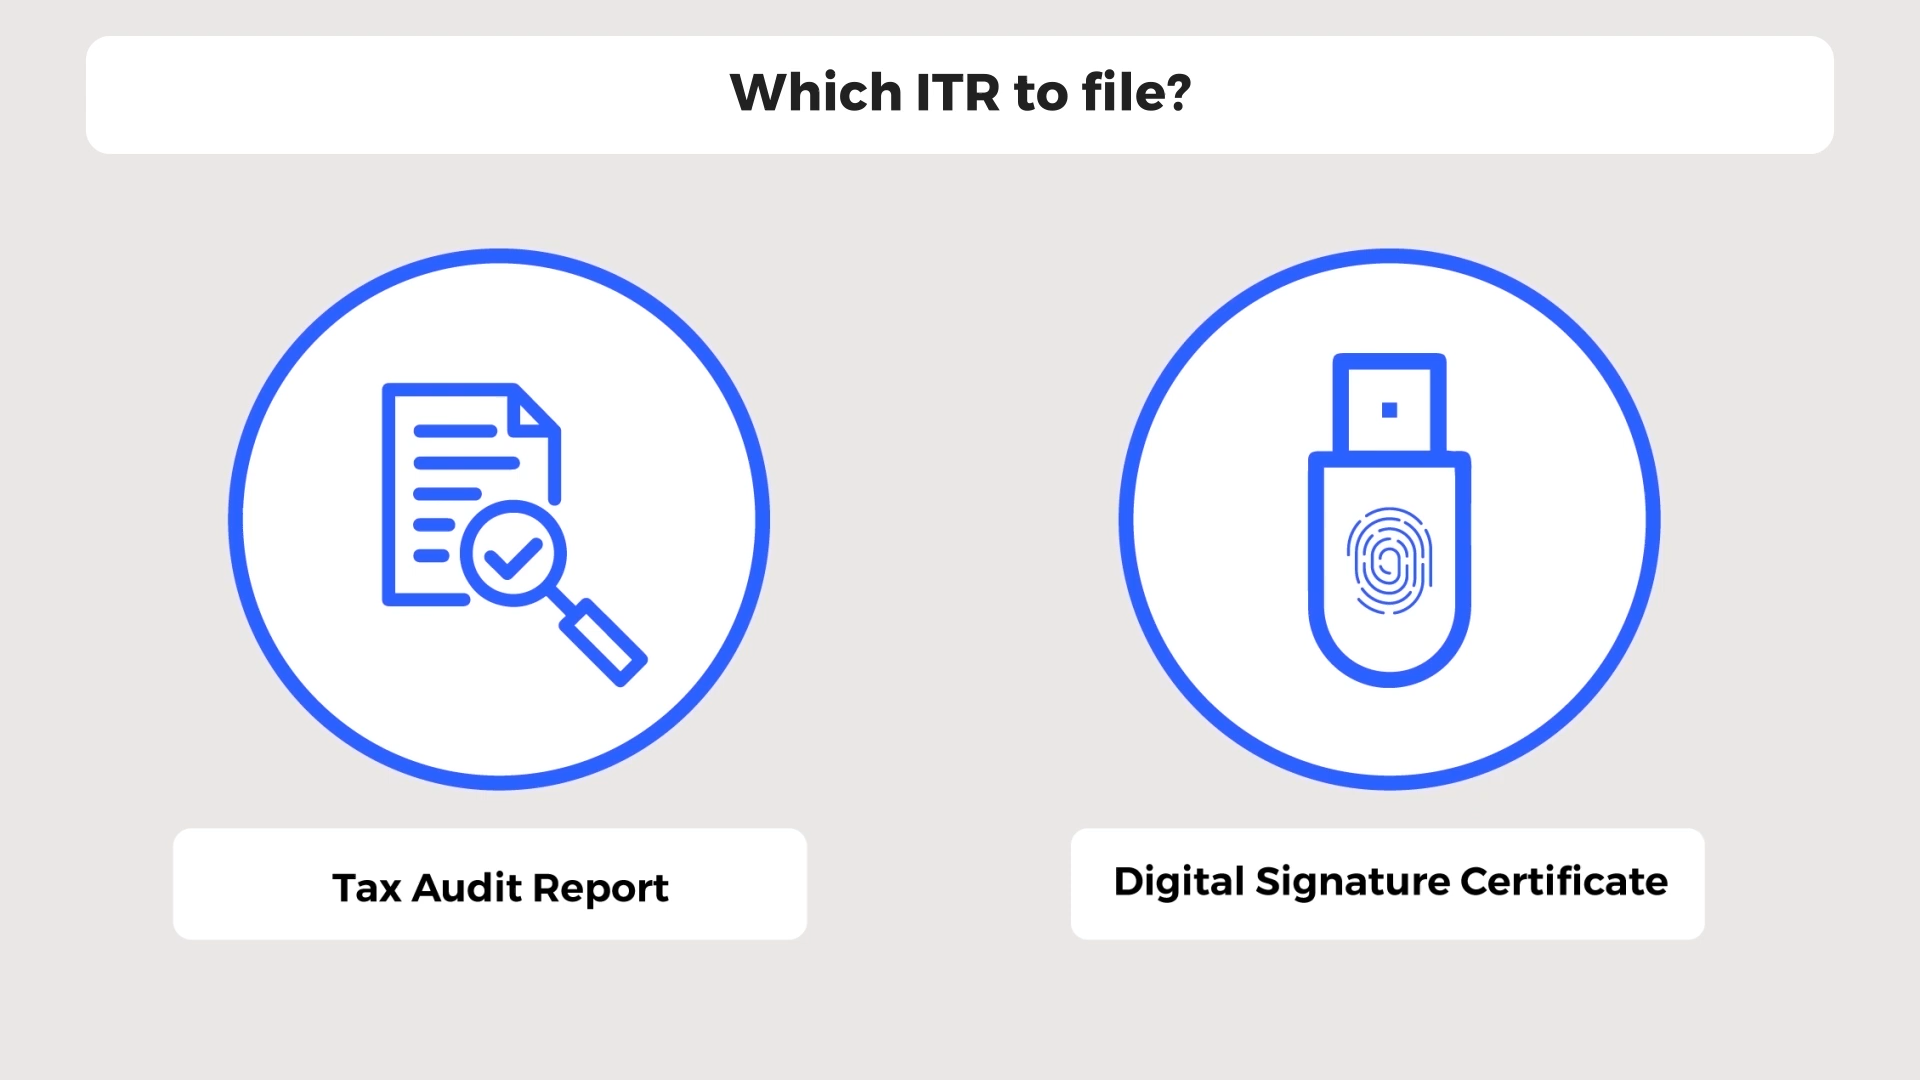 Which ITR to file?
Tax Audit Report
Digital Signature Certificate